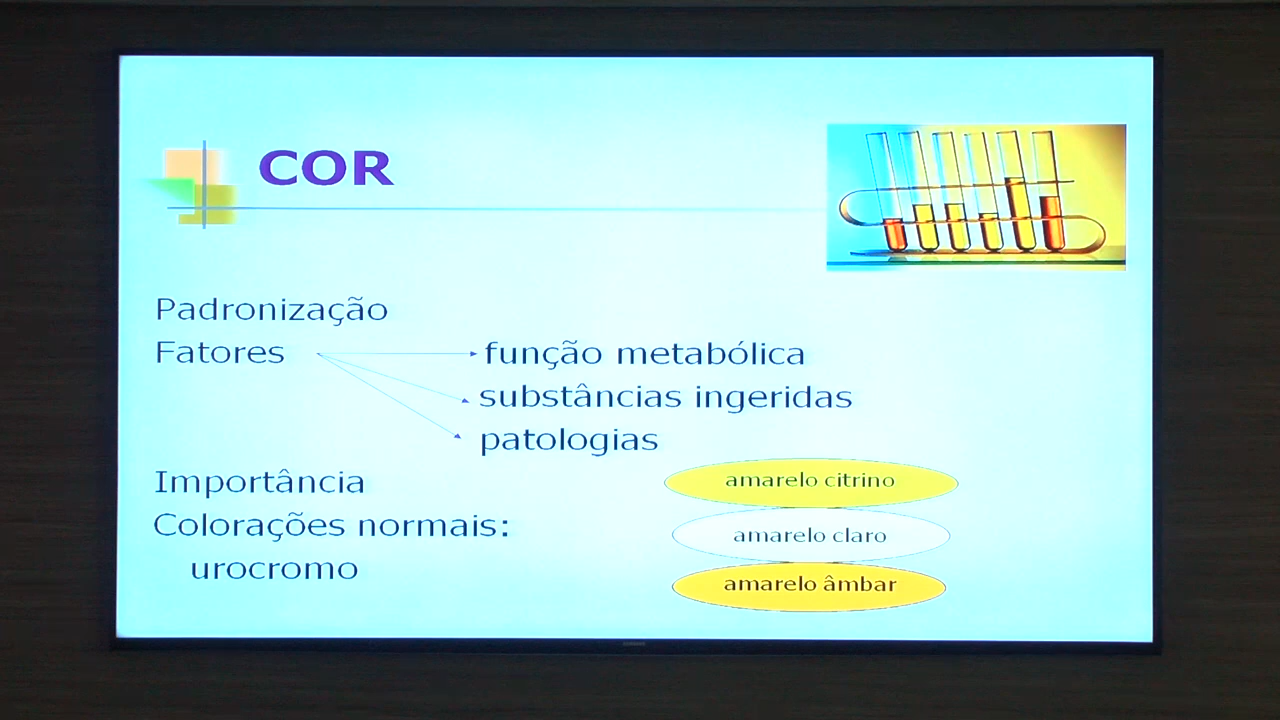 COR
Padronização
Fatores
função metabólica
substâncias ingeridas
patologias
Importância
Colorações normais:
urocromo
amarelo citrino
amarelo claro
amarelo âmbar